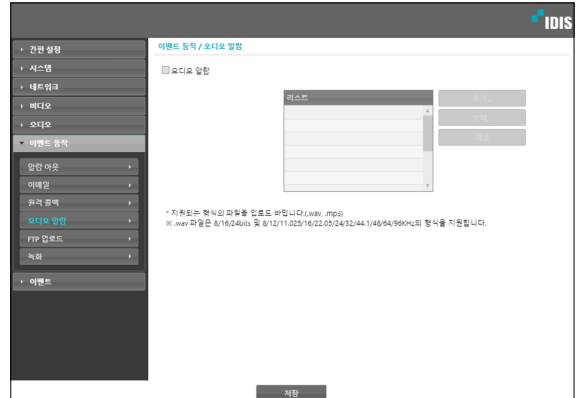 IDIS
간편 설정
시스템
네트워크
비디오
오디오
이벤트 동작
알람 아웃
이메일
원격 콜백
오디오 알람
FTP 업로드
녹화
이벤트
이벤트 동작 / 오디오 알람
오디오 알람
리스트
추가...
삭제...
* 지원되는 형식의 파일을 업로드 바랍니다.(.wav, .mp3)
※ .wav 파일은 8/16/24bits 및 8/12/11.025/16/22.05/24/32/44.1/48/64/96KHz의 형식을 지원합니다.
저장